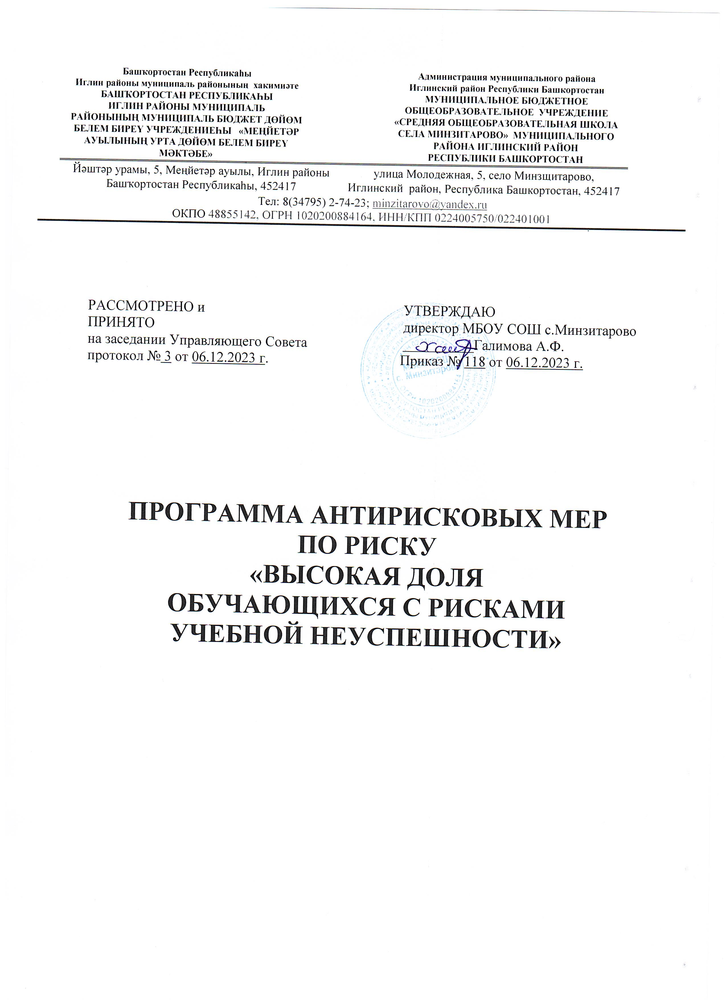 Башҡортостан Республикаһы
Иглин районы муниципаль районының хакимиәте
БАШҠОРТОСТАН РЕСПУБЛИКАҺЫ
ИГЛИН РАЙОНЫ МУНИЦИПАЛЬ
РАЙОНЫНЫҢ МУНИЦИПАЛЬ БЮДЖЕТ ДӨЙӨМ
БЕЛЕМ БИРЕҮ УЧРЕЖДЕНИЕҺЫ «МЕҢЙЕТӘР
АУЫЛЫНЫҢ УРТА ДӨЙӨМ БЕЛЕМ БИРЕҮ
МӘКТӘБЕ»
Администрация муниципального района
Иглинский район Республики Башкортостан
МУНИЦИПАЛЬНОЕ БЮДЖЕТНОЕ
ОБЩЕОБРАЗОВАТЕЛЬНОЕ УЧРЕЖДЕНИЕ
«СРЕДНЯЯ ОБЩЕОБРАЗОВАТЕЛЬНАЯ ШКОЛА
СЕЛА МИНЗИТАРОВО» МУНИЦИПАЛЬНОГО
РАЙОНА ИГЛИНСКИЙ РАЙОН
РЕСПУБЛИКИ БАШКОРТОСТАН
Йәштәр урамы, 5, Меңйетәр ауылы, Иглин районы
Башҡортостан Республикаһы, 452417
улица Молодежная, 5, село Минзщитарово,
Иглинский район, Республика Башкортостан, 452417
Тел: 8(34795) 2-74-23; minzitarovo@yandex.ru
ОКПО 48855142, ОГРН 1020200884164, ИНН/КПП 0224005750/022401001
РАССМОТРЕНО и
ПРИНЯТО
на заседании Управляющего Совета
протокол № 3 от 06.12.2023 г.
УТВЕРЖДАЮ
директор МБОУ СОШ с.Минзитарово
Галимова А.Ф.
Приказ № 118 от 06.12.2023 г.
с. Минзитарово
ОГРН 1020200884164
ПРОГРАММА АНТИРИСКОВЫХ МЕР
ПО РИСКУ
«ВЫСОКАЯ ДОЛЯ
ОБУЧАЮЩИХСЯ С РИСКАМИ
УЧЕБНОЙ НЕУСПЕШНОСТИ»